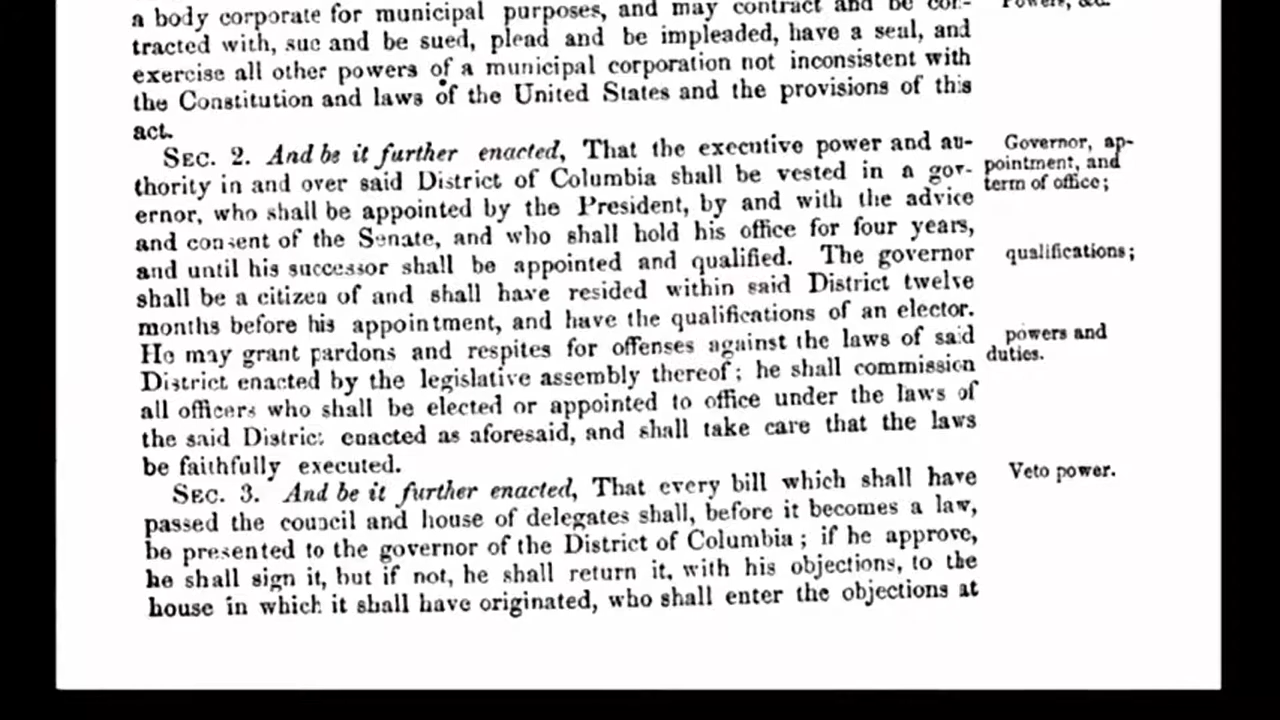 a body corporate for municipal purposes, and may contract and be con-
tracted with, sue and be sued, plead and be impleaded, have a seal, and
exercise all other powers of a municipal corporation not inconsistent with
the Constitution and laws of the United States and the provisions of this
act.
SEC. 2. And be it further enacted, That the executive power and au-
thority in and over said District of Columbia shall be vested in a gov-
ernor, who shall be appointed by the President, by and with the advice
and consent of the Senate, and who shall hold his office for four years,
and until his successor shall be appointed and qualified. The governor
shall be a citizen of and shall have resided within said District twelve
months before his appointment, and have the qualifications of an elector.
He may grant pardons and respites for offenses against the laws of said
District enacted by the legislative assembly thereof; he shall commission
all officers who shall be elected or appointed to office under the laws of
the said District enacted as aforesaid, and shall take care that the laws
be faithfully executed.
SEC. 3. And be it further enacted, That every bill which shall have
passed the council and house of delegates shall, before it becomes a law,
be presented to the governor of the District of Columbia; if he approve,
he shall sign it, but if not, he shall return it, with his objections, to the
house in which it shall have originated, who shall enter the objections at
Powers, &c.
Governor, ap-
pointment, and
term of office;
qualifications;
powers and
duties.
Veto power.